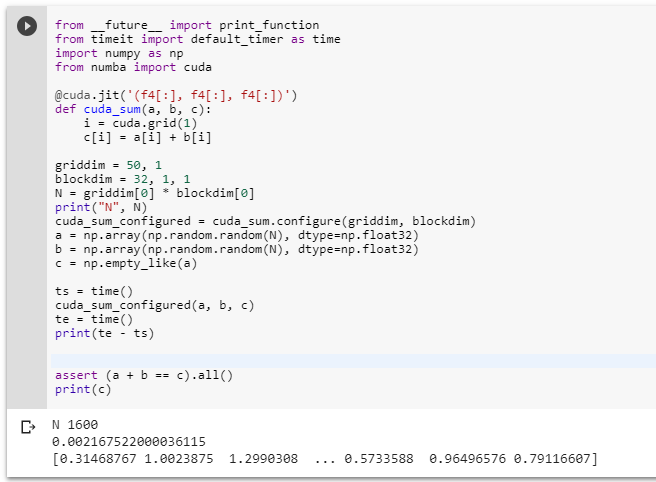 from __future__ import print_function
from timeit import default_timer as time
import numpy as np
from numba import cuda
@cuda.jit('(f4[:], f4[:], f4[:])')
def cuda_sum(a, b, c):
    i = cuda.grid(1)
    c[i] = a[i] + b[i]
griddim = 50, 1
blockdim = 32, 1, 1
N = griddim[0] * blockdim[0]
print("N", N)
cuda_sum_configured = cuda_sum.configure(griddim, blockdim)
a = np.array(np.random.random(N), dtype=np.float32)
b = np.array(np.random.random(N), dtype=np.float32)
c = np.empty_like(a)
ts = time()
cuda_sum_configured(a, b, c)
te = time()
print(te - ts)
assert (a + b == c).all()
print(c)
N 1600
0.002167522000036115
[0.31468767 1.0023875  1.2990308  ... 0.5733588  0.96496576 0.79116607]